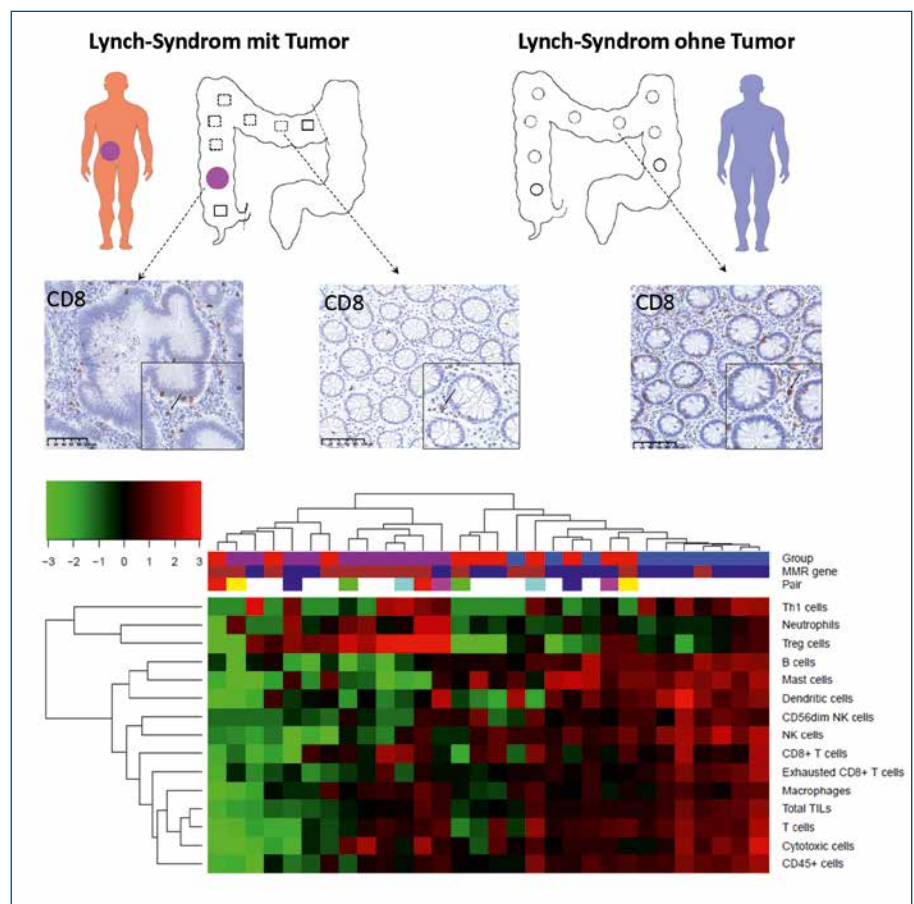 Lynch-Syndrom mit Tumor
Lynch-Syndrom ohne Tumor
CD8
CD8
CD8
−3 −2 −1 0 1 2 3
Group
MMR gene
Pair
Th1 cells
Neutrophils
Treg cells
B cells
Mast cells
Dendritic cells
CD56dim NK cells
NK cells
CD8+ T cells
Exhausted CD8+ T cells
Macrophages
Total TILs
T cells
Cytotoxic cells
CD45+ cells